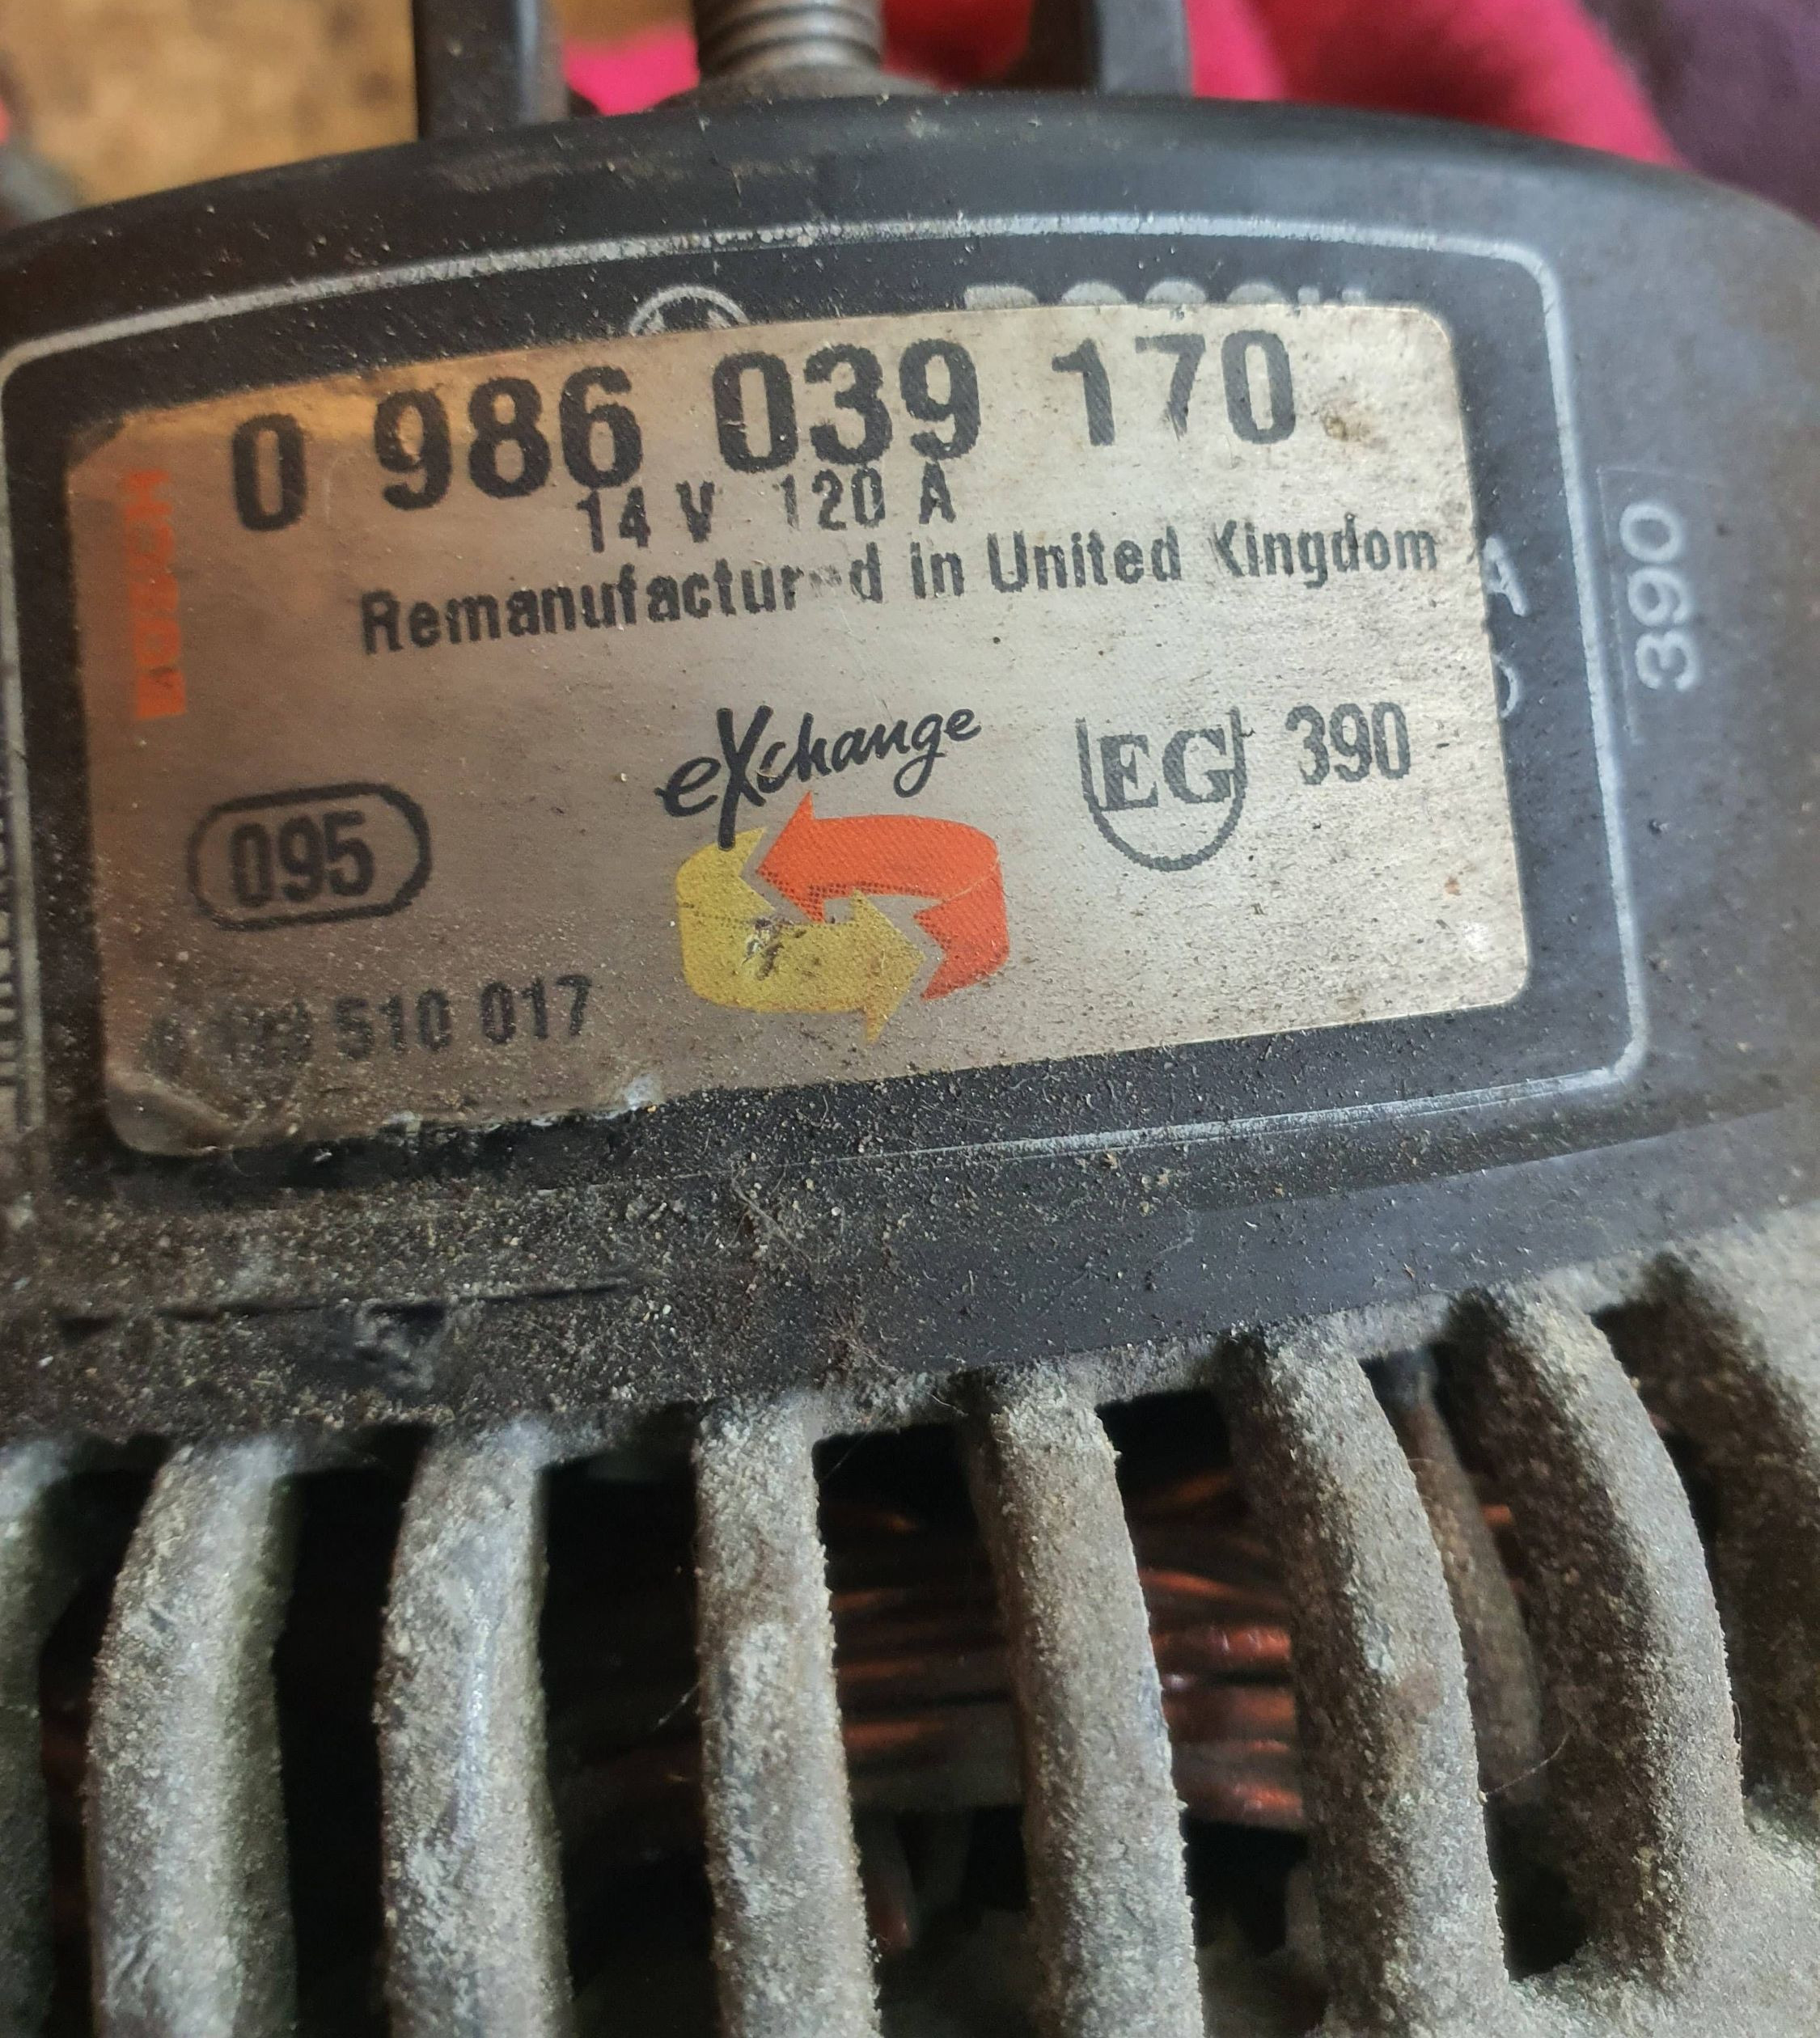 BOSCH
0 986 039 170
14 V 120 A
Remanufactured in United Kingdom
390
eXchange
EG 390
095
510 017